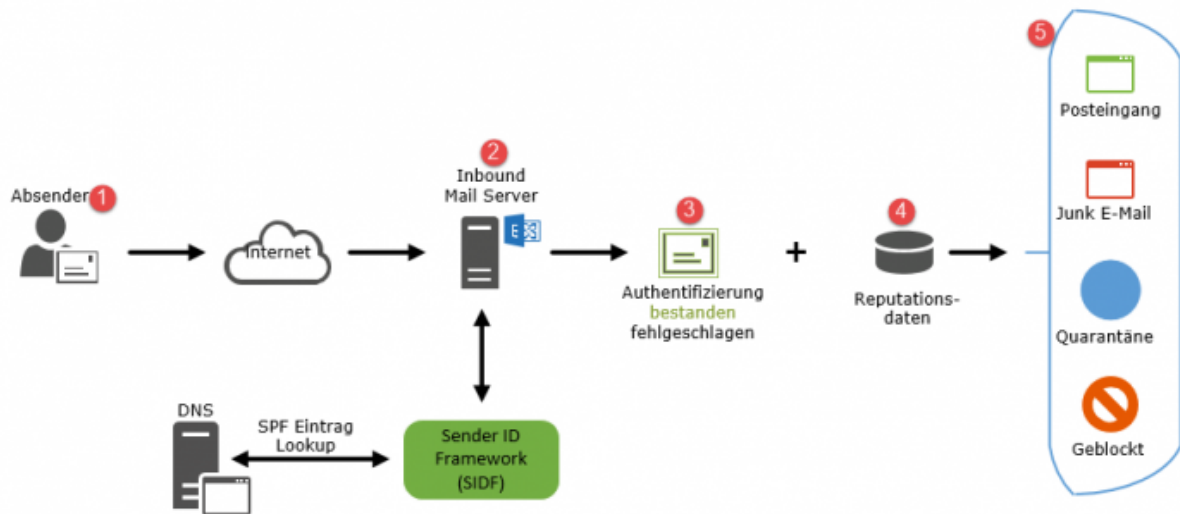 5
Posteingang
Junk E-Mail
Quarantäne
Geblockt
Absender 1
Internet
2
Inbound
Mail Server
E
3
Authentifizierung
bestanden
fehlgeschlagen
+
4
Reputations-
daten
DNS
SPF Eintrag
Lookup
Sender ID
Framework
(SIDF)